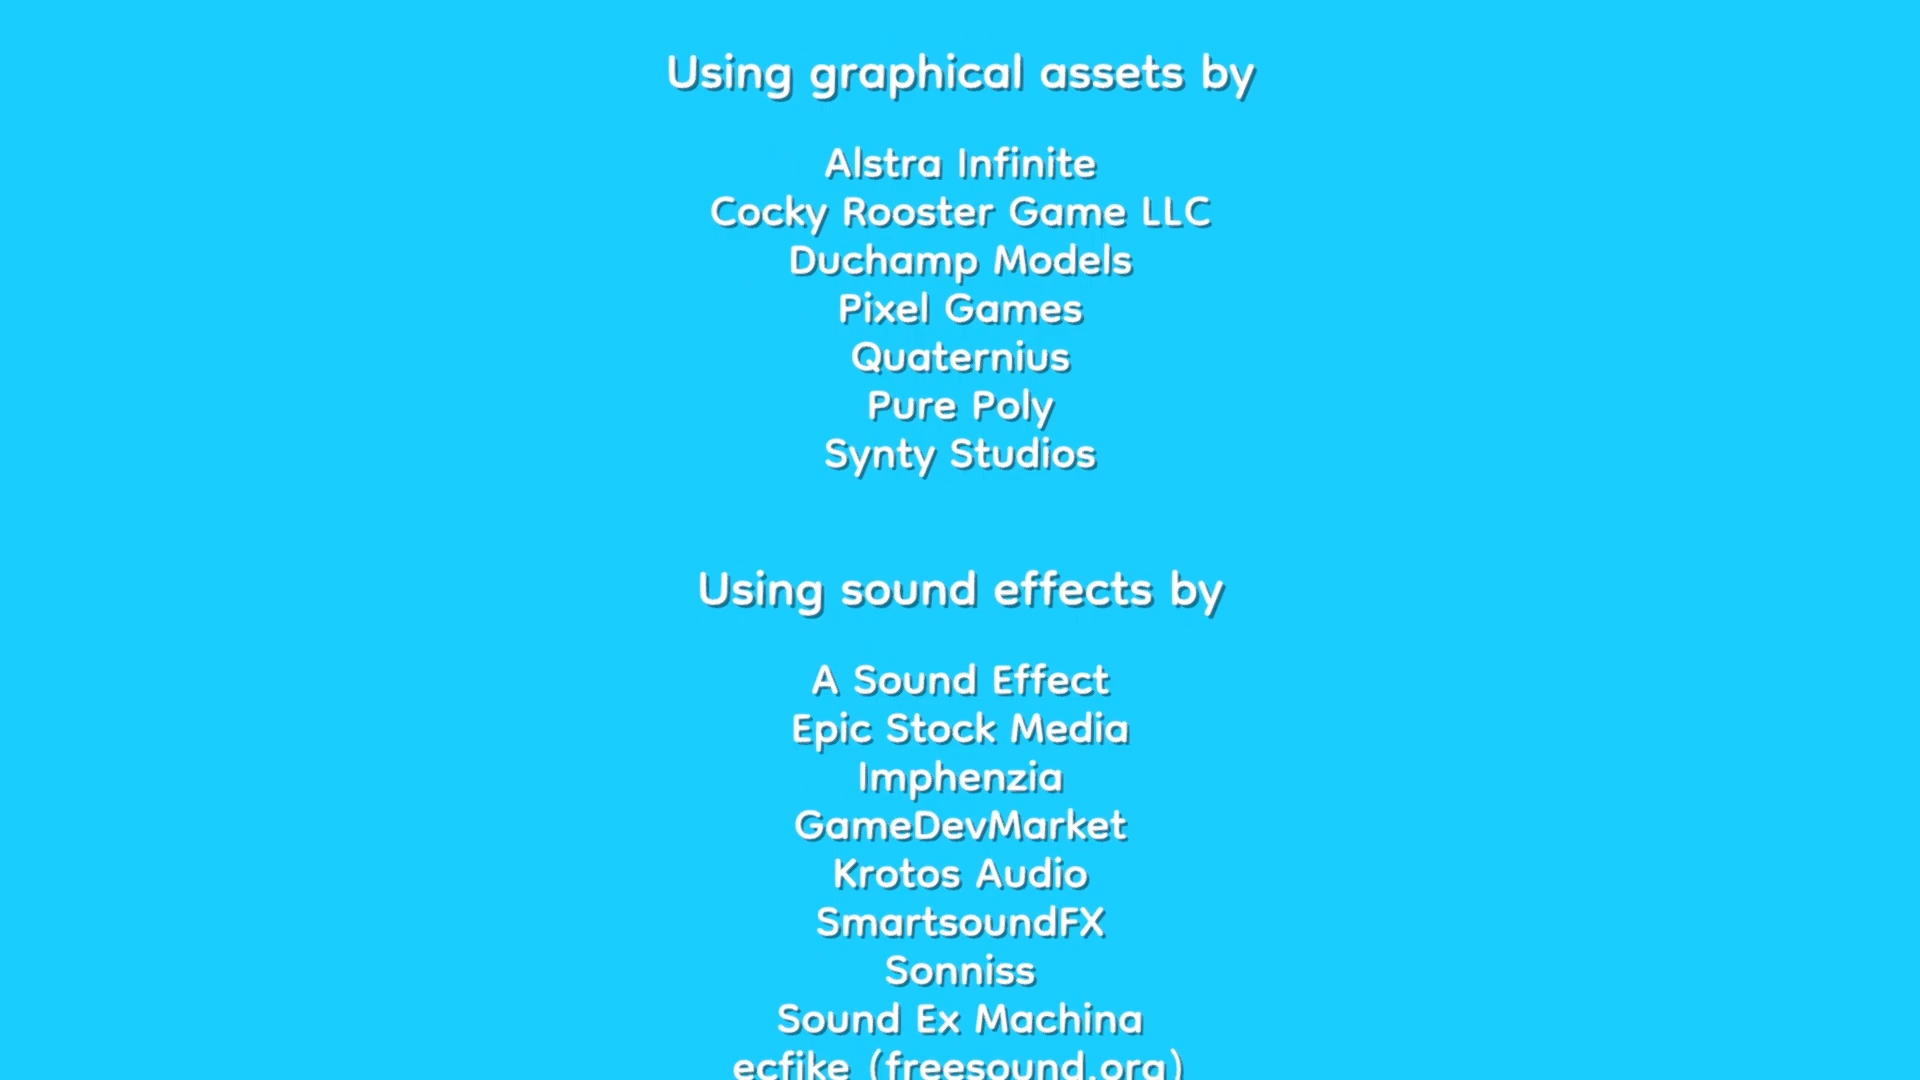 Using graphical assets by
Alstra Infinite
Cocky Rooster Game LLC
Duchamp Models
Pixel Games
Quaternius
Pure Poly
Synty Studios
Using sound effects by
A Sound Effect
Epic Stock Media
Imphenzia
GameDevMarket
Krotos Audio
SmartsoundFX
Sonniss
Sound Ex Machina
ecfike (freesound.org)